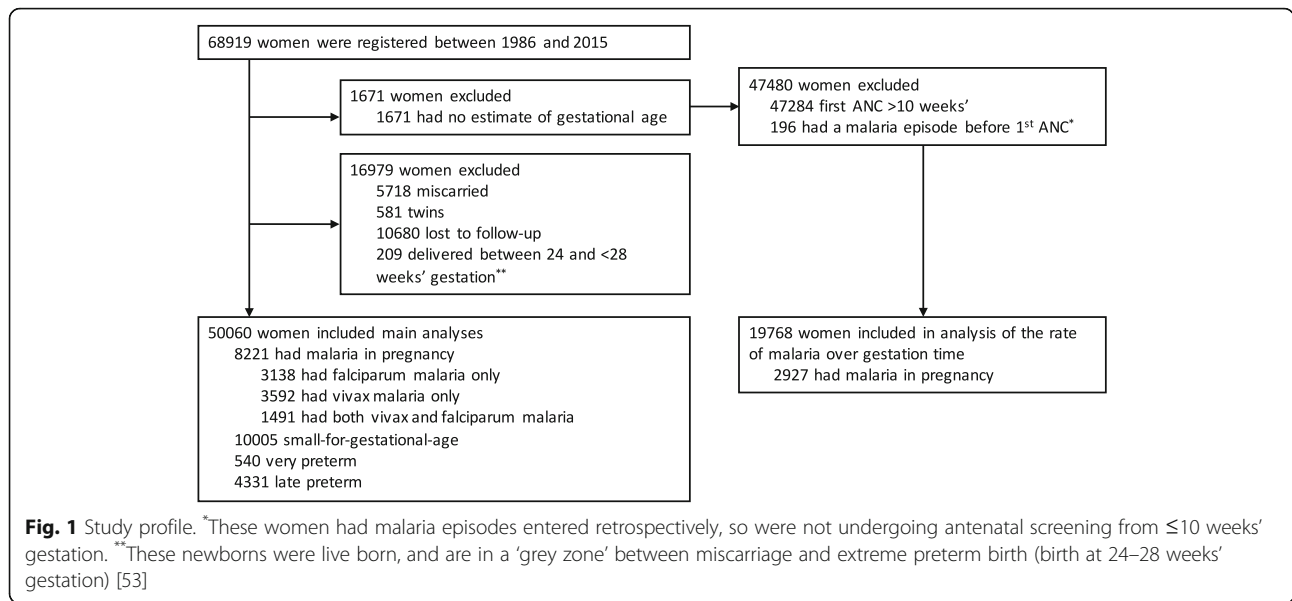 68919 women were registered between 1986 and 2015
1671 women excluded
1671 had no estimate of gestational age
47480 women excluded
47284 first ANC >10 weeks'
196 had a malaria episode before 1st ANC*
16979 women excluded
5718 miscarried
581 twins
10680 lost to follow-up
209 delivered between 24 and <28
weeks' gestation**
50060 women included main analyses
8221 had malaria in pregnancy
3138 had falciparum malaria only
3592 had vivax malaria only
1491 had both vivax and falciparum malaria
10005 small-for-gestational-age
540 very preterm
4331 late preterm
19768 women included in analysis of the rate
of malaria over gestation time
2927 had malaria in pregnancy
Fig. 1 Study profile. *These women had malaria episodes entered retrospectively, so were not undergoing antenatal screening from ≤10 weeks'
gestation. **These newborns were live born, and are in a 'grey zone' between miscarriage and extreme preterm birth (birth at 24–28 weeks'
gestation) [53]